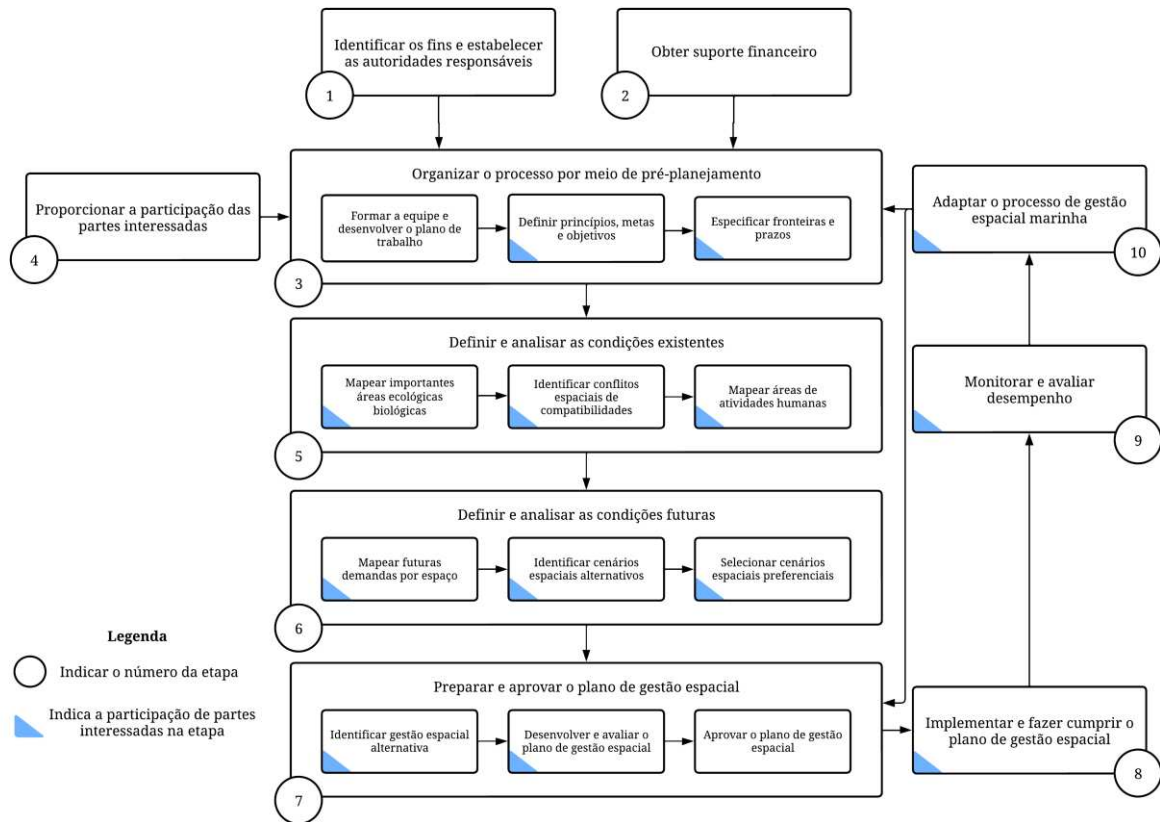 Identificar os fins e estabelecer
as autoridades responsáveis
1
Obter suporte financeiro
2
Organizar o processo por meio de pré-planejamento
Formar a equipe e
desenvolver o plano de
trabalho
Definir princípios, metas
e objetivos
Especificar fronteiras e
prazos
3
Proporcionar a participação das
partes interessadas
4
Definir e analisar as condições existentes
Mapear importantes
áreas ecológicas
biológicas
Identificar conflitos
espaciais de
compatibilidades
Mapear áreas de
atividades humanas
5
Definir e analisar as condições futuras
Mapear futuras
demandas por espaço
Identificar cenários
espaciais alternativos
Selecionar cenários
espaciais preferenciais
6
Preparar e aprovar o plano de gestão espacial
Identificar gestão espacial
alternativa
Desenvolver e avaliar o
plano de gestão espacial
Aprovar o plano de gestão
espacial
7
Implementar e fazer cumprir o
plano de gestão espacial
8
Monitorar e avaliar
desempenho
9
Adaptar o processo de gestão
espacial marinha
10
Legenda
Indicar o número da etapa
Indica a participação de partes
interessadas na etapa